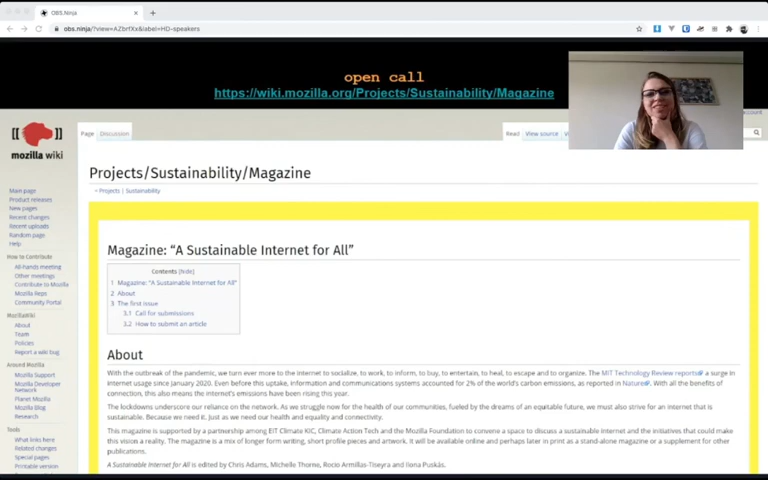 OBS.Ninja
obs.ninja/?view=AZbrfXx&label=HD-speakers
open call
https://wiki.mozilla.org/Projects/Sustainability/Magazine
mozilla wiki
Page Discussion
Read View source
Projects/Sustainability/Magazine
< Projects | Sustainability
Main page
Product releases
New pages
Recent changes
Recent uploads
Random page
Help
How to Contribute
All-hands meeting
Other meetings
Contribute to Mozilla
Mozilla Reps
Community Portal
MozillaWiki
About
Team
Policies
Report a wiki bug
Around Mozilla
Mozilla Support
Mozilla Developer
Network
Planet Mozilla
Mozilla Blog
Research
Tools
What links here
Related changes
Special pages
Printable version
Magazine: “A Sustainable Internet for All”
Contents [hide]
1 Magazine: “A Sustainable Internet for All”
2 About
3 The first issue
3.1 Call for submissions
3.2 How to submit an article
About
With the outbreak of the pandemic, we turn ever more to the internet to socialize, to work, to inform, to buy, to entertain, to heal, to escape and to organize. The MIT Technology Review reports a surge in
internet usage since January 2020. Even before this uptake, information and communications systems accounted for 2% of the world's carbon emissions, as reported in Nature. With all the benefits of
connection, this also means the internet's emissions have been rising this year.
The lockdowns underscore our reliance on the network. As we struggle now for the health of our communities, fueled by the dreams of an equitable future, we must also strive for an internet that is
sustainable. Because we need it. Just as we need our health and equality and connectivity.
This magazine is supported by a partnership among EIT Climate KIC, Climate Action Tech and the Mozilla Foundation to convene a space to discuss a sustainable internet and the initiatives that could make
this vision a reality. The magazine is a mix of longer form writing, short profile pieces and artwork. It will be available online and perhaps later in print as a stand-alone magazine or a supplement for other
publications.
A Sustainable Internet for All is edited by Chris Adams, Michelle Thorne, Rocio Armillas-Tiseyra and Ilona Puskás.